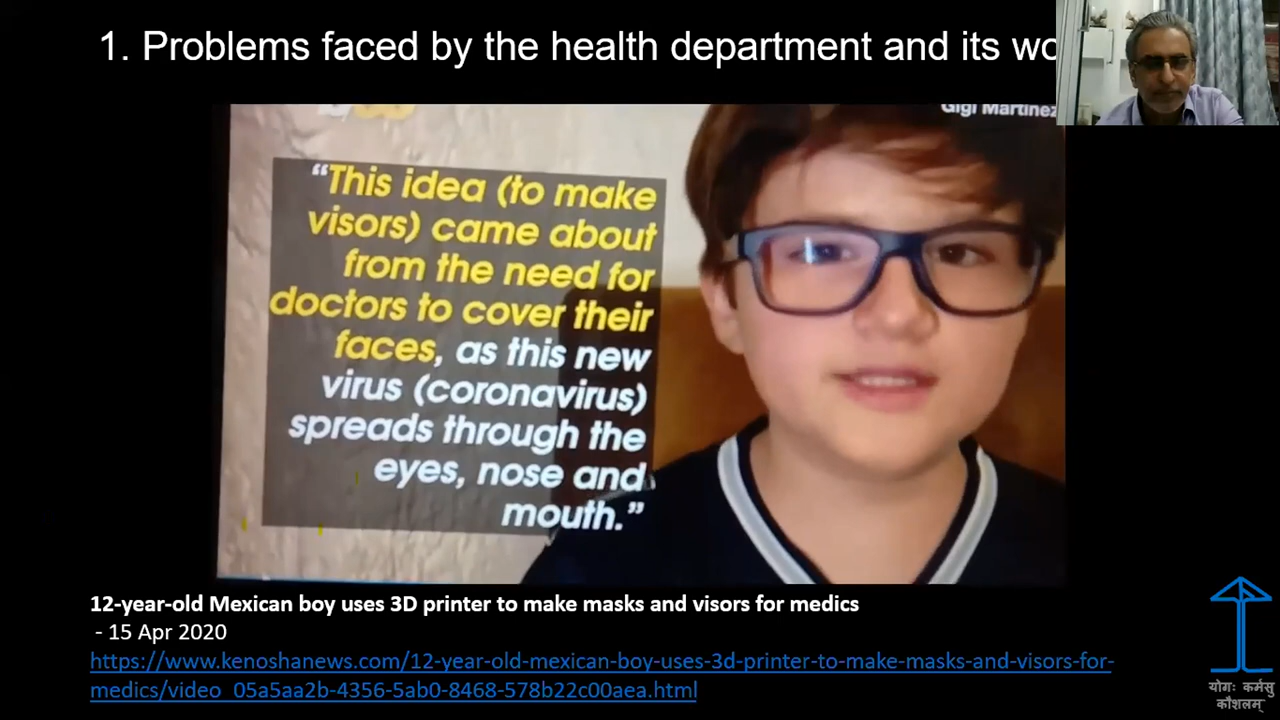 1. Problems faced by the health department and its wo
Gigi Martinez
“This idea (to make
visors) came about
from the need for
doctors to cover their
faces, as this new
virus (coronavirus)
spreads through the
eyes, nose and
mouth.”
12-year-old Mexican boy uses 3D printer to make masks and visors for medics
- 15 Apr 2020
https://www.kenoshanews.com/12-year-old-mexican-boy-uses-3d-printer-to-make-masks-and-visors-for-
medics/video_05a5aa2b-4356-5ab0-8468-578b22c00aea.html
योगः कर्मसु
कौशलम्